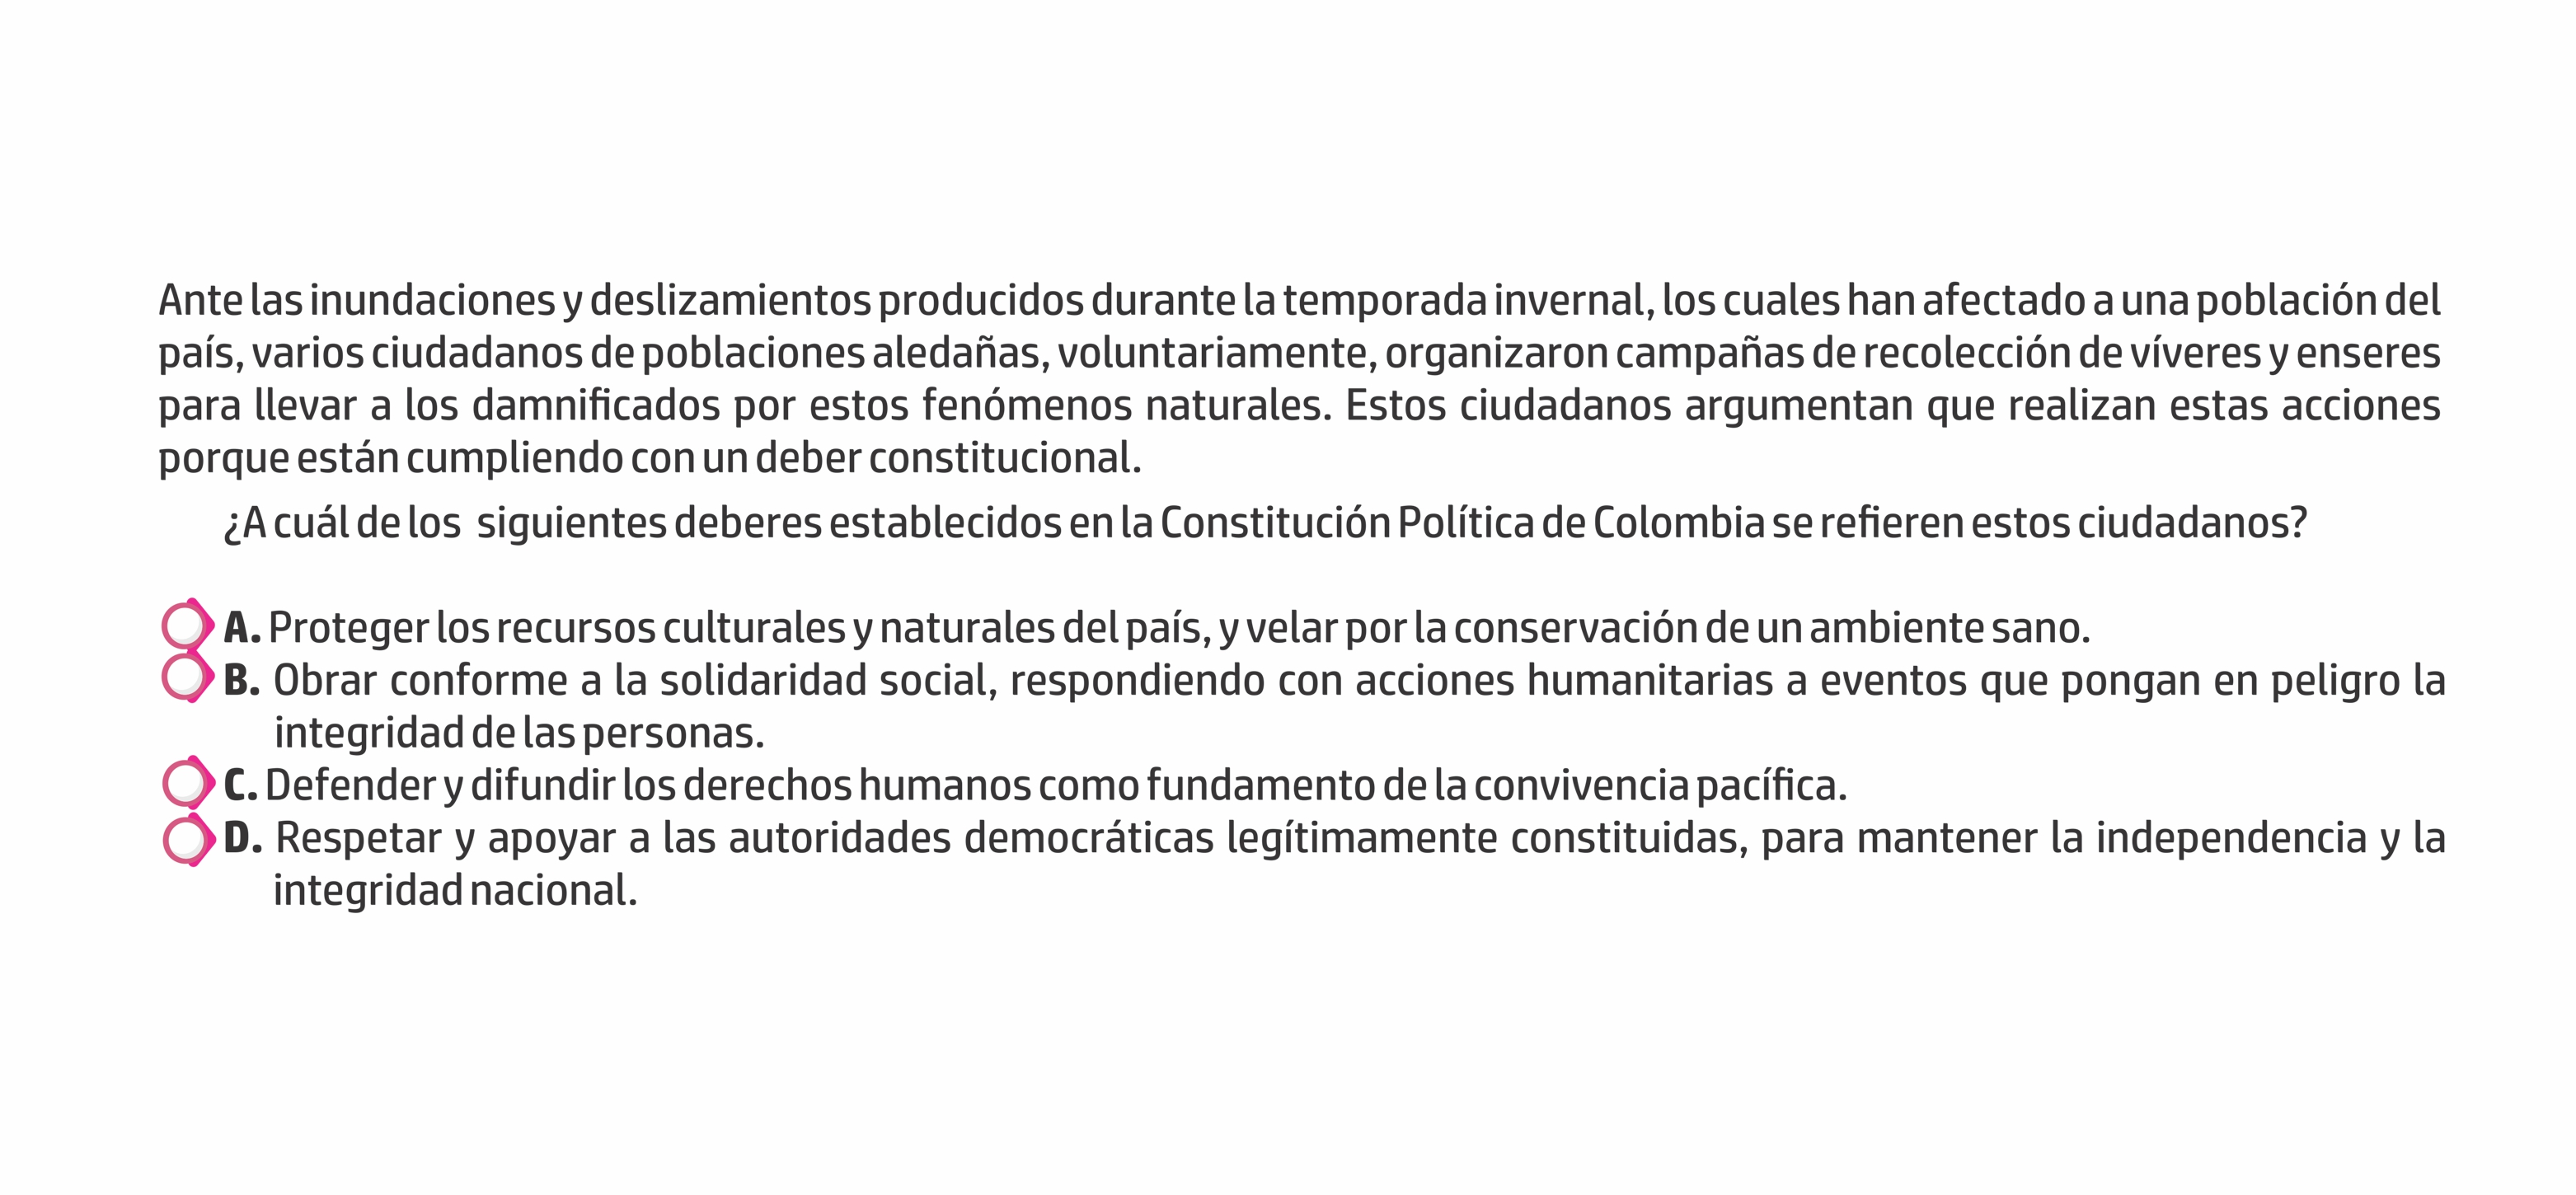 Ante las inundaciones y deslizamientos producidos durante la temporada invernal, los cuales han afectado a una población del
país, varios ciudadanos de poblaciones aledañas, voluntariamente, organizaron campañas de recolección de víveres y enseres
para llevar a los damnificados por estos fenómenos naturales. Estos ciudadanos argumentan que realizan estas acciones
porque están cumpliendo con un deber constitucional.
¿A cuál de los siguientes deberes establecidos en la Constitución Política de Colombia se refieren estos ciudadanos?
A. Proteger los recursos culturales y naturales del país, y velar por la conservación de un ambiente sano.
B. Obrar conforme a la solidaridad social, respondiendo con acciones humanitarias a eventos que pongan en peligro la
integridad de las personas.
C. Defender y difundir los derechos humanos como fundamento de la convivencia pacífica.
D. Respetar y apoyar a las autoridades democráticas legítimamente constituidas, para mantener la independencia y la
integridad nacional.